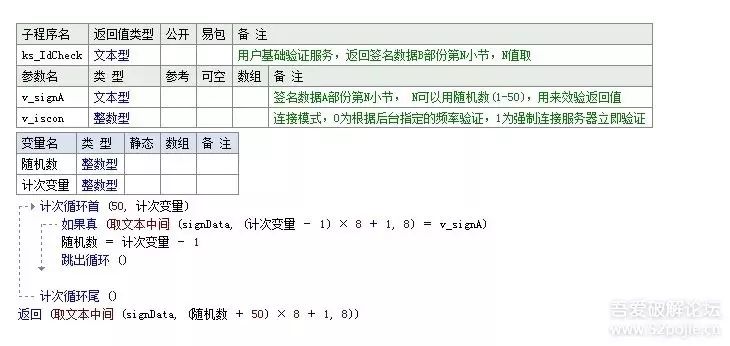 子程序名 返回值类型 公开 易包 备 注
ks_IdCheck 文本型 用户基础验证服务，返回签名数据B部份第N小节，N值取
参数名 类 型 参考 可空 数组 备 注
v_signA 文本型 签名数据A部份第N小节， N可以用随机数(1-50)，用来效验返回值
v_iscon 整数型 连接模式，0为根据后台指定的频率验证，1为强制连接服务器立即验证
变量名 类 型 静态 数组 备 注
随机数 整数型
计次变量 整数型
计次循环首 (50, 计次变量)
如果真 (取文本中间 (signData, (计次变量 - 1) × 8 + 1, 8) = v_signA)
随机数 = 计次变量 - 1
跳出循环 ()
计次循环尾 ()
返回 (取文本中间 (signData, (随机数 + 50) × 8 + 1, 8))
吾爱破解论坛
www.52pojie.cn